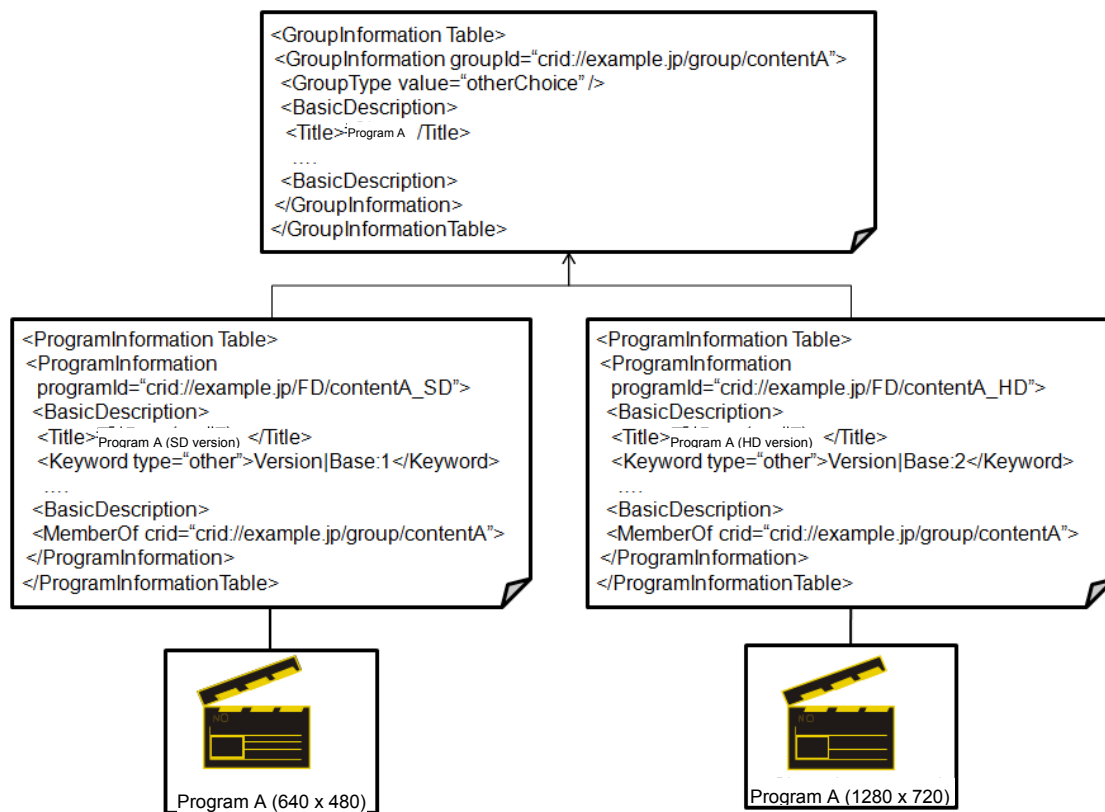 <GroupInformation Table>
<GroupInformation groupId=“crid://example.jp/group/contentA”>
<GroupType value=“otherChoice” />
<BasicDescription>
<Title> Program A /Title>
....
<BasicDescription>
</GroupInformation>
</GroupInformationTable>
<ProgramInformation Table>
<ProgramInformation
programId=“crid://example.jp/FD/contentA_SD”>
<BasicDescription>
<Title> Program A (SD version) </Title>
<Keyword type=“other”>Version|Base:1</Keyword>
....
<BasicDescription>
<MemberOf crid=“crid://example.jp/group/contentA”>
</ProgramInformation>
</ProgramInformationTable>
<ProgramInformation Table>
<ProgramInformation
programId=“crid://example.jp/FD/contentA_HD”>
<BasicDescription>
<Title> Program A (HD version) </Title>
<Keyword type=“other”>Version|Base:2</Keyword>
....
<BasicDescription>
<MemberOf crid=“crid://example.jp/group/contentA”>
</ProgramInformation>
</ProgramInformationTable>
NO
Program A (640 x 480)
NO
Program A (1280 x 720)